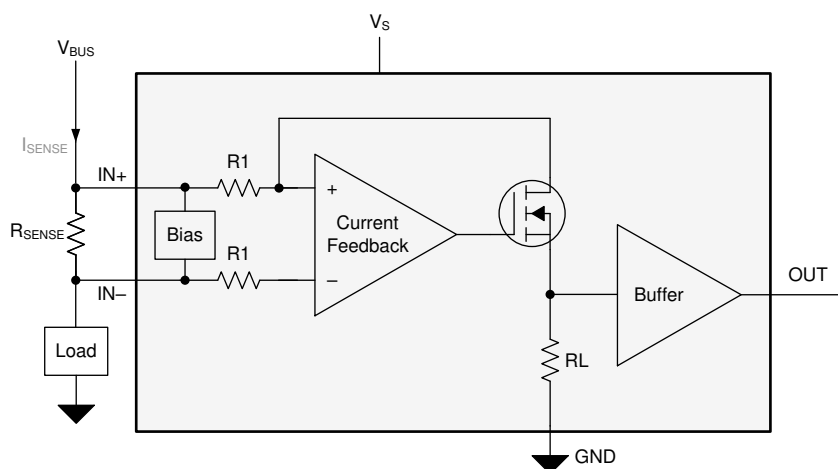 VS
VBUS
ISENSE
IN+
R1
+
RSENSE
Bias
Current
Feedback
R1
−
IN−
Buffer
OUT
Load
RL
GND